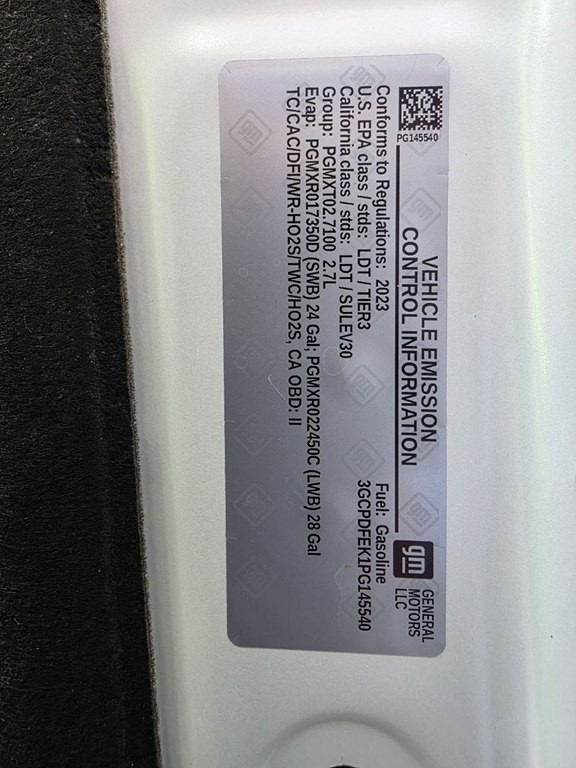 PG145540
VEHICLE EMISSION
CONTROL INFORMATION
gm
GENERAL
MOTORS
LLC
Conforms to Regulations: 2023
Fuel: Gasoline
U.S. EPA class / stds: LDT / TIER3
3GCPDFEK1PG145540
California class / stds: LDT / SULEV30
Group: PGMXT02.7100 2.7L
Evap: PGMXR017350D (SWB) 24 Gal; PGMXR022450C (LWB) 28 Gal
TC/CAC/DFI/WR-HO2S/TWC/HO2S, CA OBD: II